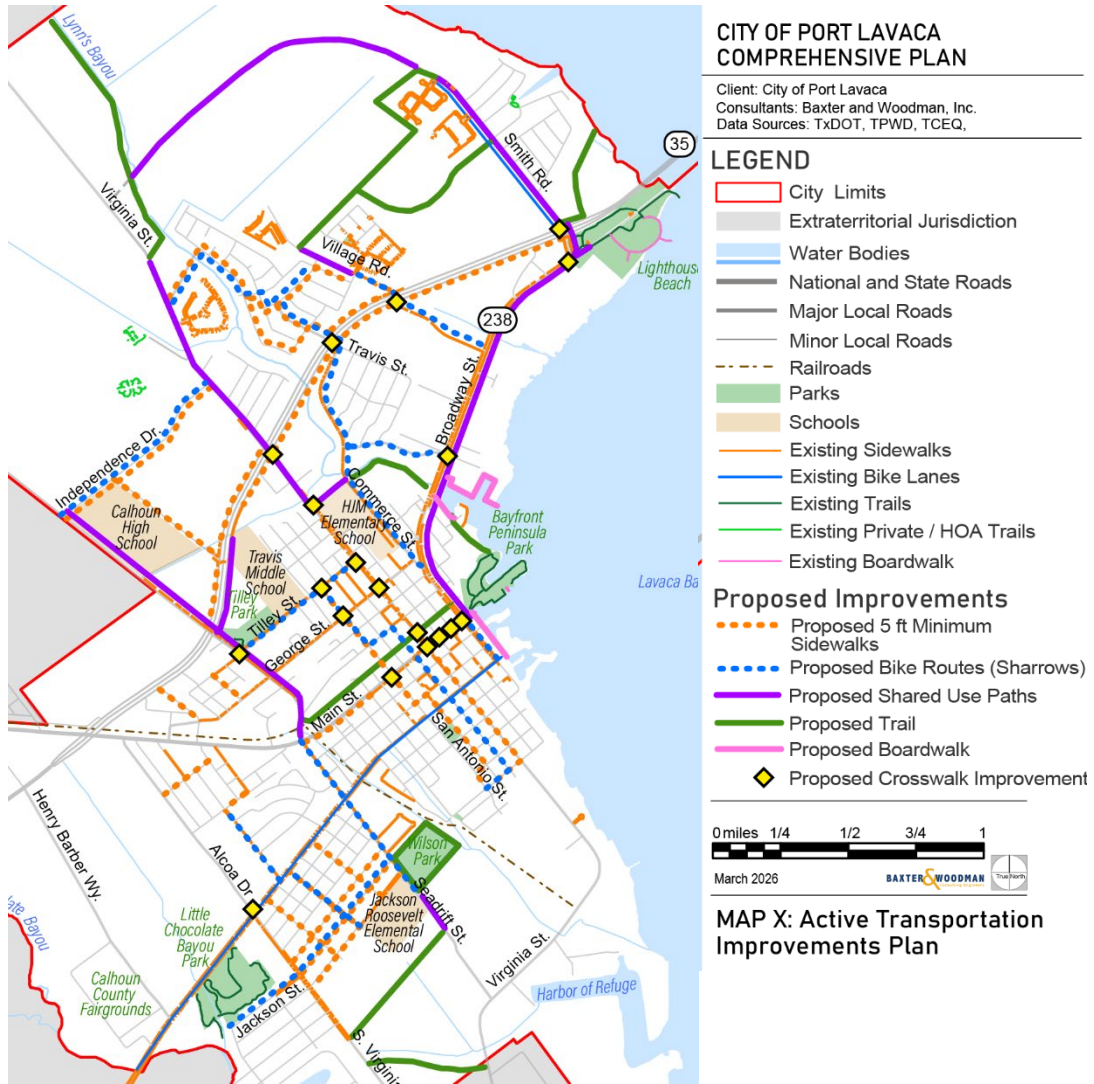 Lynn's Bayou
Virginia St.
Smith Rd.
35
Village Rd.
Lighthouse
Beach
238
Travis St.
Broadway St.
Independence Dr.
Calhoun
High
School
Commerce St.
HJM
Elementary
School
Bayfront
Peninsula
Park
Travis
Middle
School
Tilley
Park
Tilley St.
George St.
Lavaca Ba
Main St.
San Antonio St.
Henry Barber Wy.
Alcoa Dr.
Wilson
Park
Seadrift St.
Jackson
Roosevelt
Elemental
School
Little
Chocolate
Bayou
Park
ate Bayou
Calhoun
County
Fairgrounds
Jackson St.
Virginia St.
Harbor of Refuge
S. Virginia
CITY OF PORT LAVACA
COMPREHENSIVE PLAN
Client: City of Port Lavaca
Consultants: Baxter and Woodman, Inc.
Data Sources: TxDOT, TPWD, TCEQ,
LEGEND
City Limits
Extraterritorial Jurisdiction
Water Bodies
National and State Roads
Major Local Roads
Minor Local Roads
Railroads
Parks
Schools
Existing Sidewalks
Existing Bike Lanes
Existing Trails
Existing Private / HOA Trails
Existing Boardwalk
Proposed Improvements
Proposed 5 ft Minimum
Sidewalks
Proposed Bike Routes (Sharrows)
Proposed Shared Use Paths
Proposed Trail
Proposed Boardwalk
Proposed Crosswalk Improvement
0 miles 1/4 1/2 3/4 1
March 2026
BAXTER & WOODMAN
True North
MAP X: Active Transportation
Improvements Plan